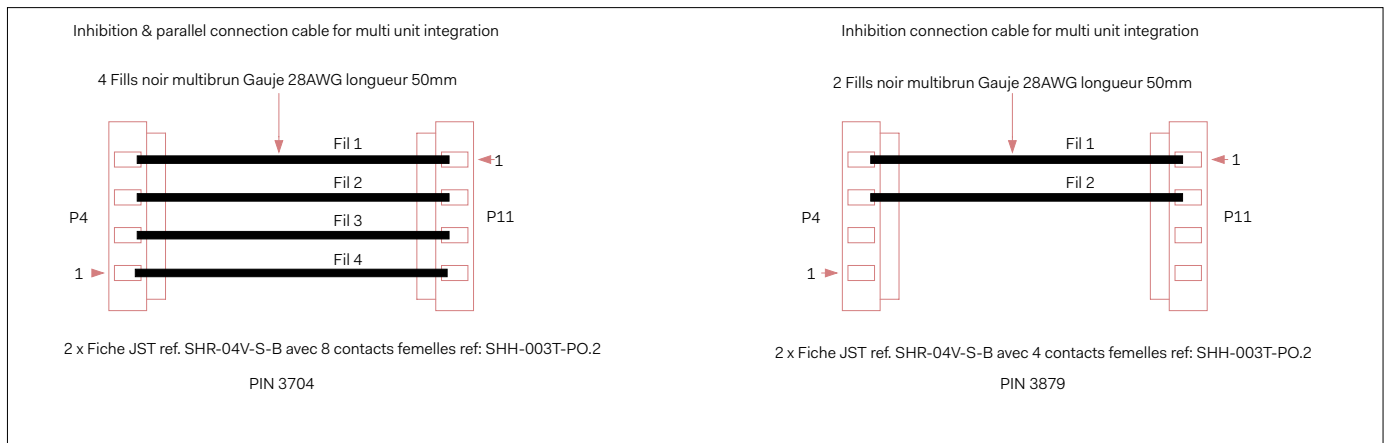 Inhibition & parallel connection cable for multi unit integration
4 Fills noir multibrun Gauje 28AWG longueur 50mm
Fil 1
1
Fil 2
P4
Fil 3
P11
Fil 4
1
2 x Fiche JST ref. SHR-04V-S-B avec 8 contacts femelles ref: SHH-003T-PO.2
PIN 3704
Inhibition connection cable for multi unit integration
2 Fills noir multibrun Gauje 28AWG longueur 50mm
Fil 1
1
Fil 2
P4
P11
1
2 x Fiche JST ref. SHR-04V-S-B avec 4 contacts femelles ref: SHH-003T-PO.2
PIN 3879